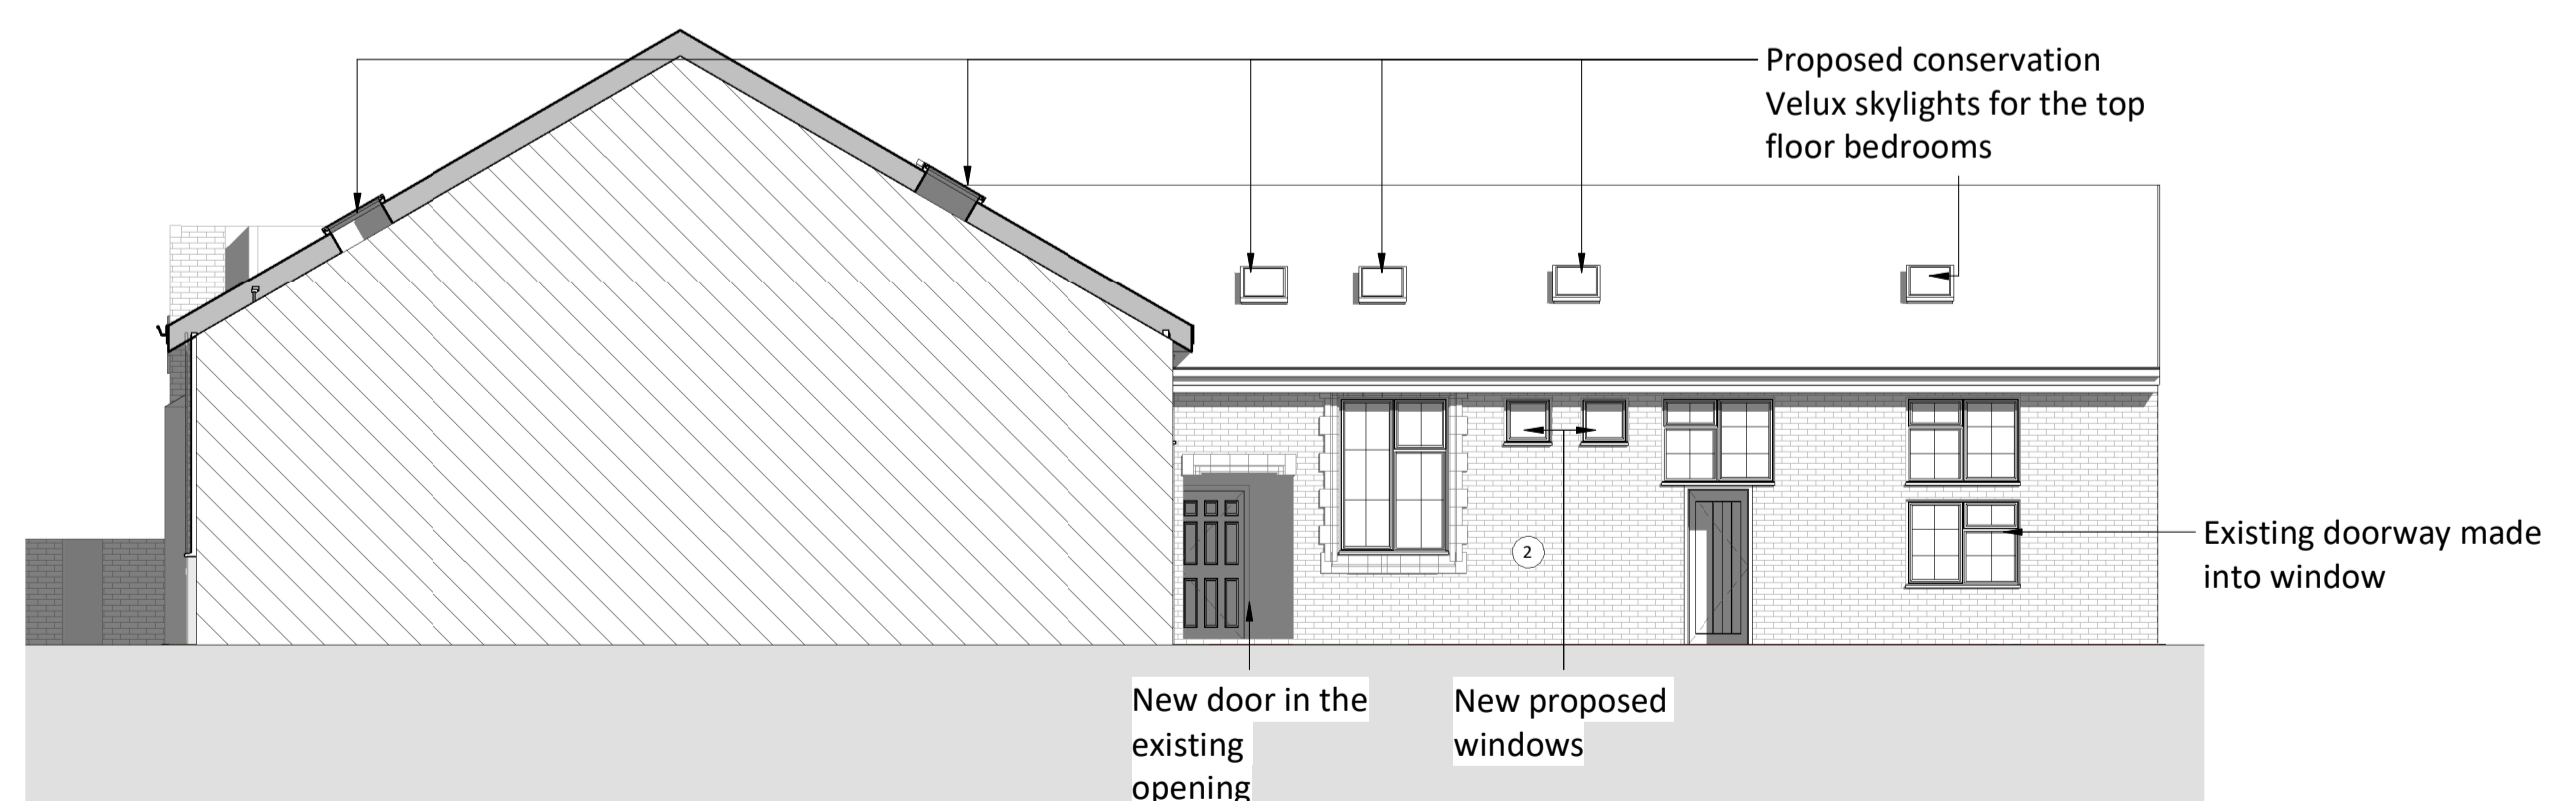 Proposed conservation
Velux skylights for the top
floor bedrooms
2
Existing doorway made
into window
New door in the
existing
opening
New proposed
windows